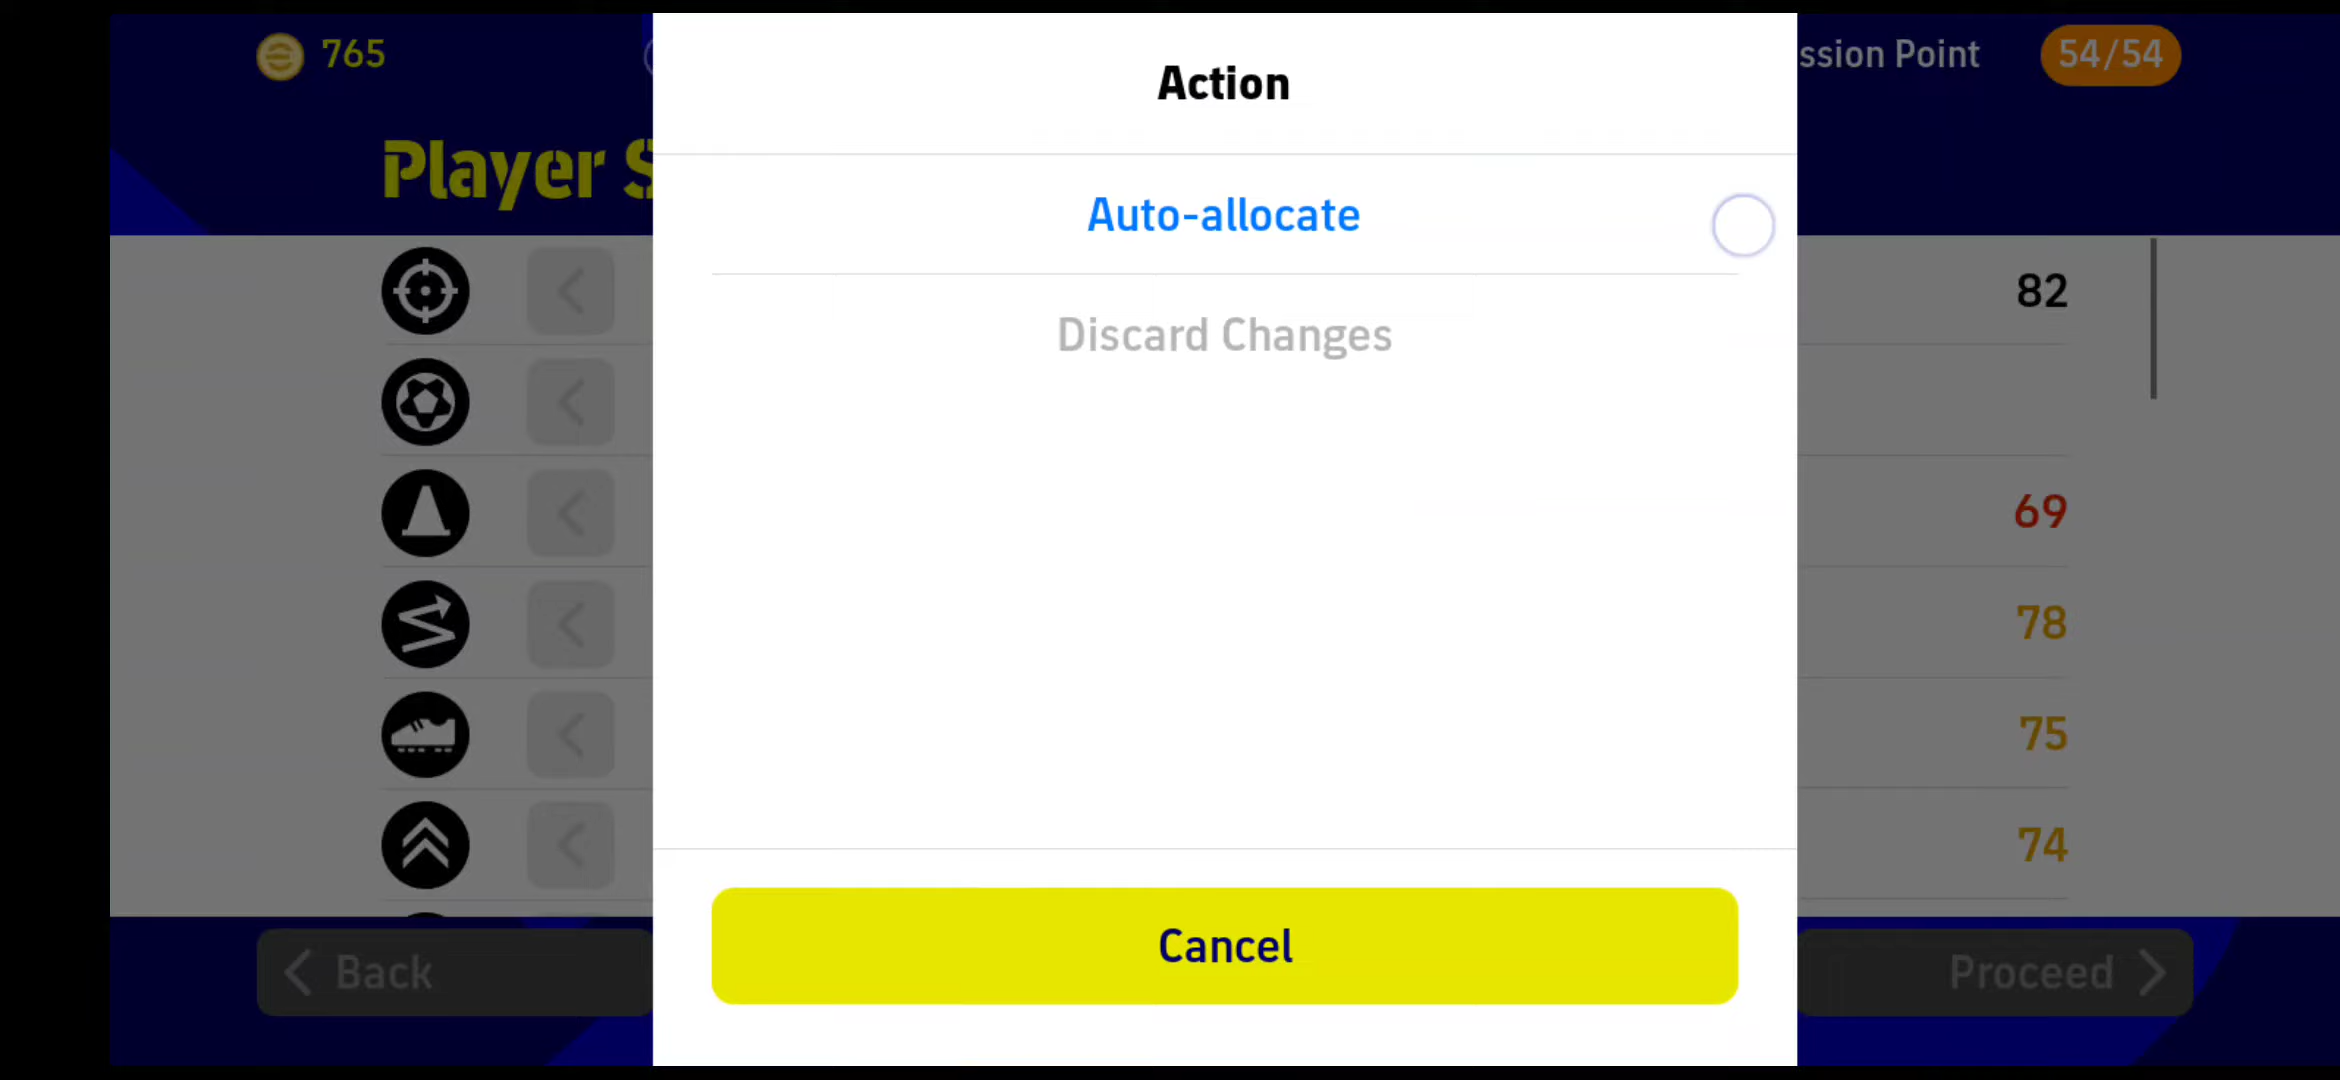 765
Action
ssion Point
54/54
Player S
Auto-allocate
82
Discard Changes
69
78
75
74
Cancel
Back
Proceed